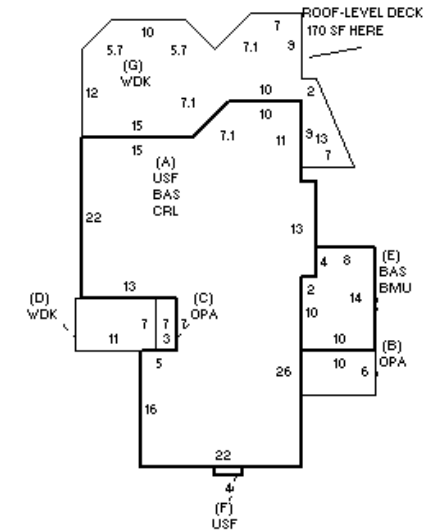 ROOF-LEVEL DECK
170 SF HERE
10
7
5.7
5.7
7.1
9
(G)
WDK
12
7.1
10
2
10
15
15
7.1
11
9
13
7
(A)
USF
BAS
CRL
22
13
(E)
BAS
BMU
4
8
13
2
14
10
(D)
WDK
(C)
OPA
7
7
7
11
3
10
(B)
OPA
5
10
6
26
16
22
4
(F)
USF